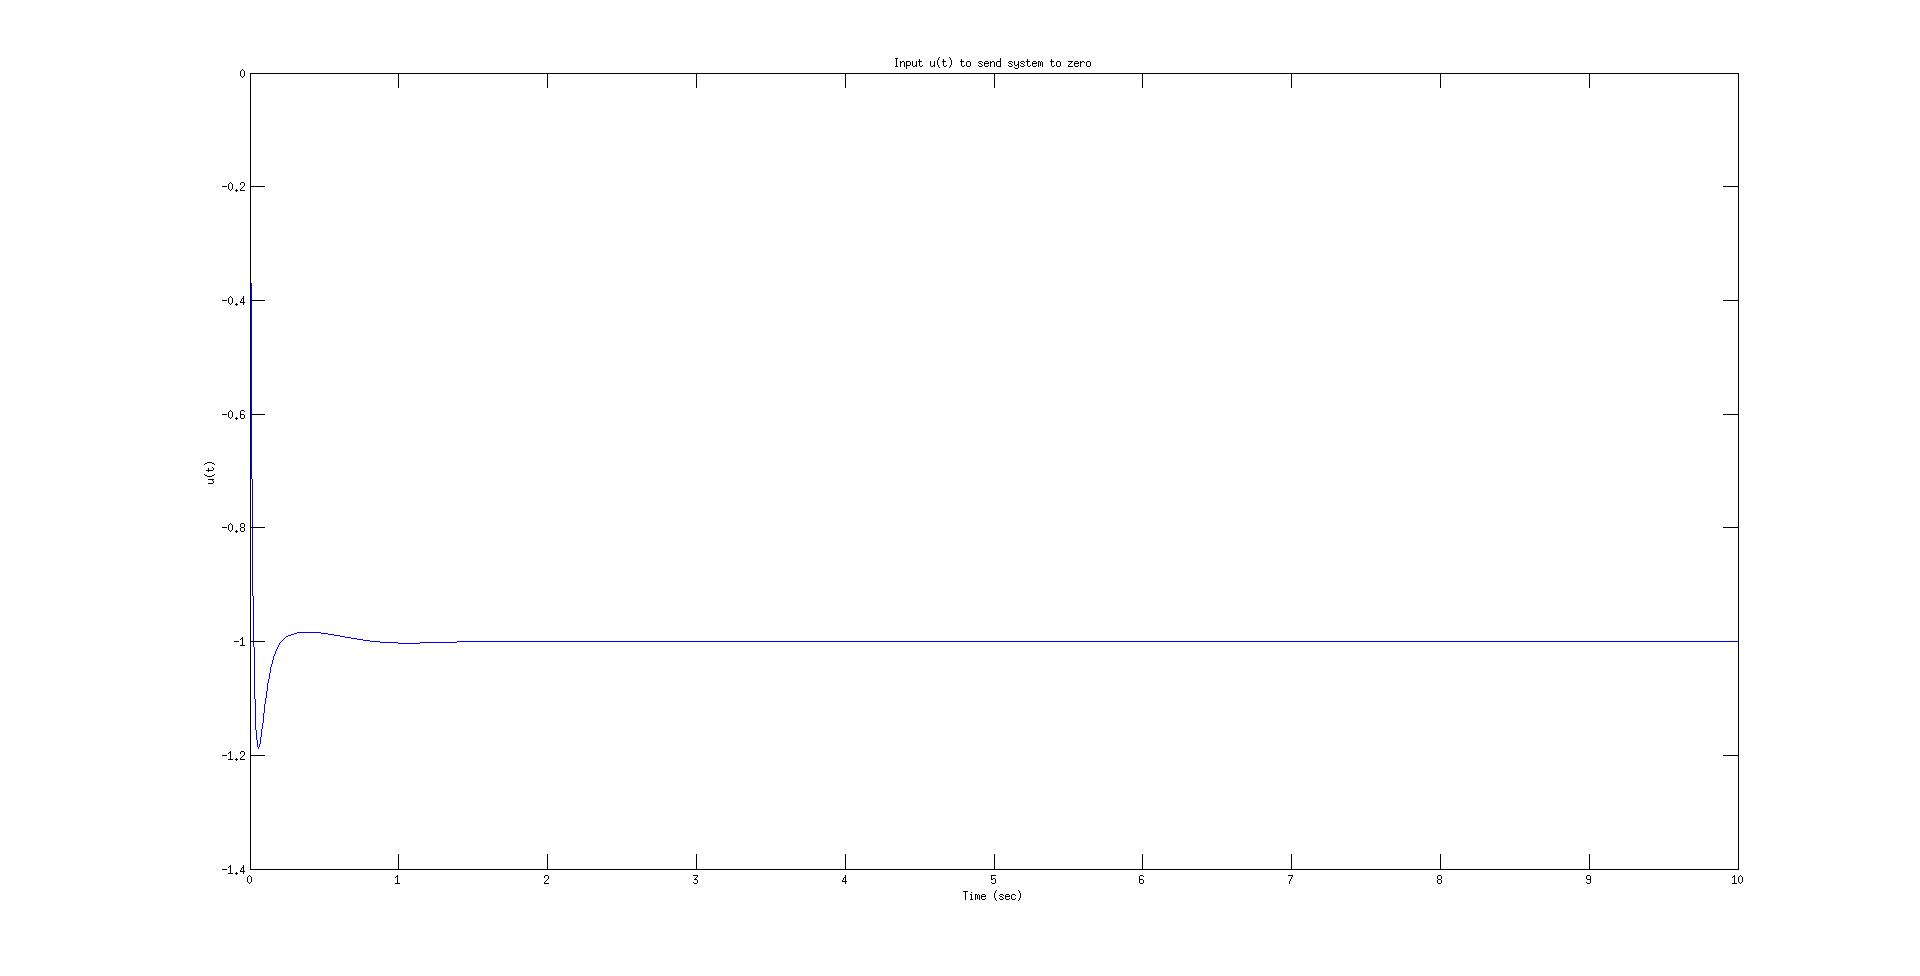 Input u(t) to send system to zero
0
-0.2
-0.4
-0.6
-0.8
-1
-1.2
-1.4
u(t)
0 1 2 3 4 5 6 7 8 9 10
Time (sec)